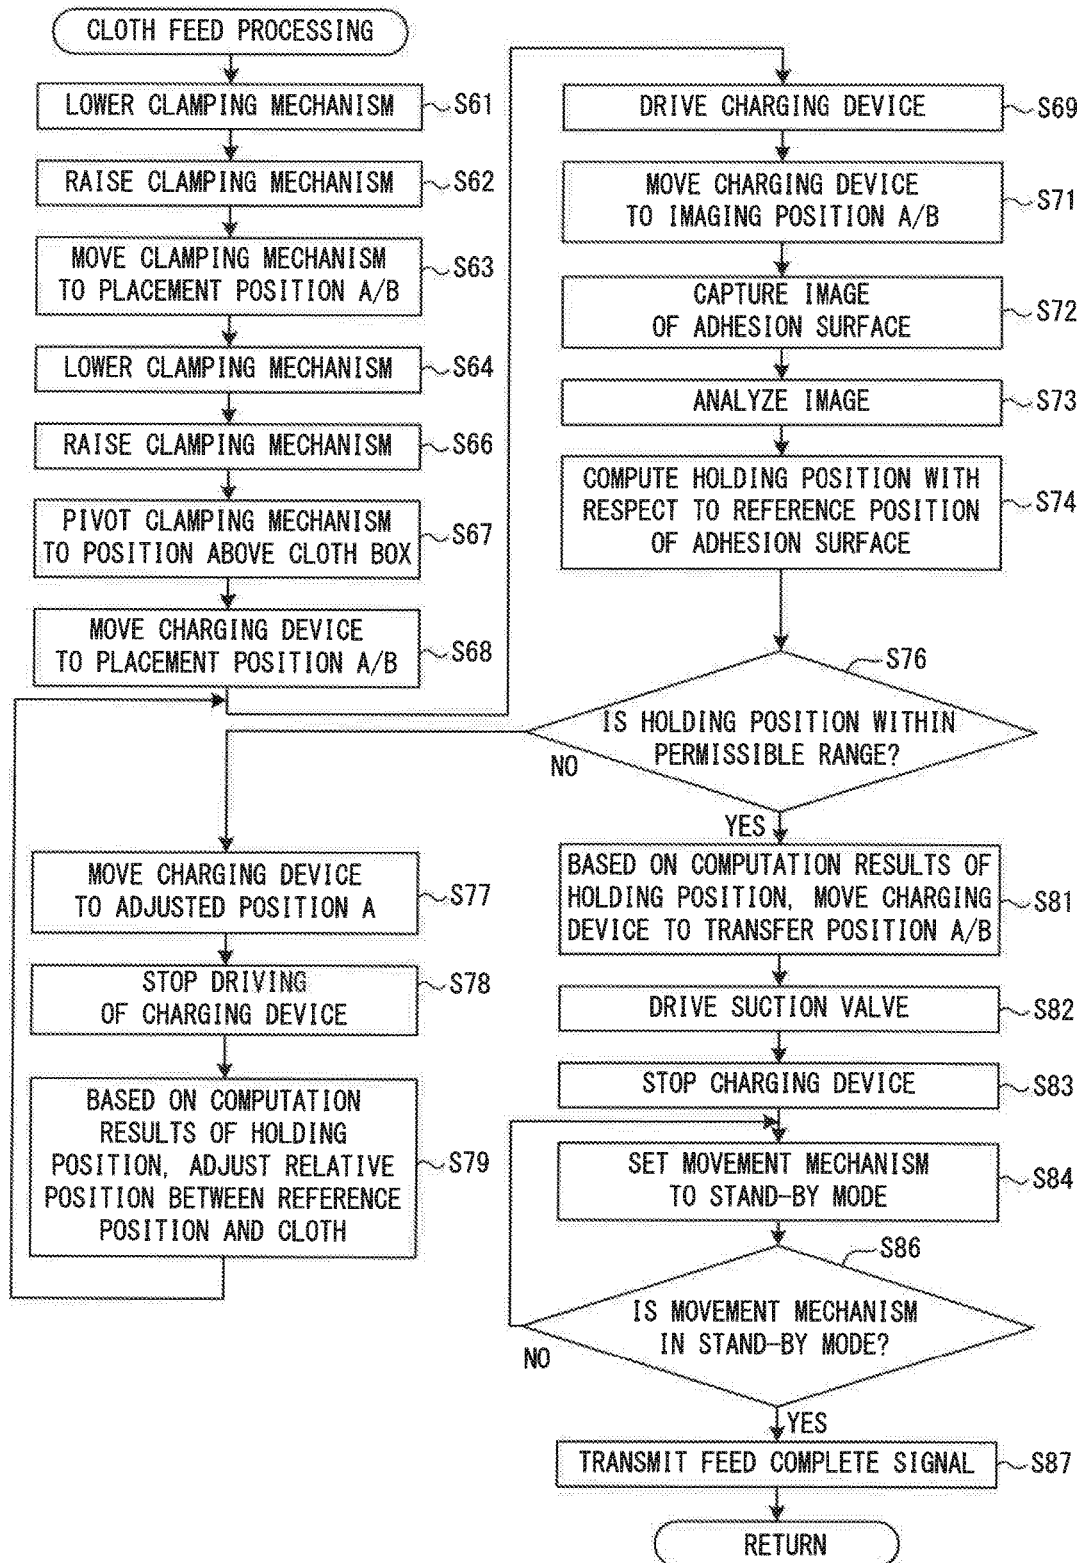 CLOTH FEED PROCESSING
LOWER CLAMPING MECHANISM
S61
RAISE CLAMPING MECHANISM
S62
MOVE CLAMPING MECHANISM
TO PLACEMENT POSITION A/B
S63
LOWER CLAMPING MECHANISM
S64
RAISE CLAMPING MECHANISM
S66
PIVOT CLAMPING MECHANISM
TO POSITION ABOVE CLOTH BOX
S67
MOVE CHARGING DEVICE
TO PLACEMENT POSITION A/B
S68
DRIVE CHARGING DEVICE
S69
MOVE CHARGING DEVICE
TO IMAGING POSITION A/B
S71
CAPTURE IMAGE
OF ADHESION SURFACE
S72
ANALYZE IMAGE
S73
COMPUTE HOLDING POSITION WITH
RESPECT TO REFERENCE POSITION
OF ADHESION SURFACE
S74
S76
IS HOLDING POSITION WITHIN
PERMISSIBLE RANGE?
NO
YES
MOVE CHARGING DEVICE
TO ADJUSTED POSITION A
S77
STOP DRIVING
OF CHARGING DEVICE
S78
BASED ON COMPUTATION
RESULTS OF HOLDING
POSITION, ADJUST RELATIVE
POSITION BETWEEN REFERENCE
POSITION AND CLOTH
S79
BASED ON COMPUTATION RESULTS OF
HOLDING POSITION, MOVE CHARGING
DEVICE TO TRANSFER POSITION A/B
S81
DRIVE SUCTION VALVE
S82
STOP CHARGING DEVICE
S83
SET MOVEMENT MECHANISM
TO STAND-BY MODE
S84
S86
IS MOVEMENT MECHANISM
IN STAND-BY MODE?
NO
YES
TRANSMIT FEED COMPLETE SIGNAL
S87
RETURN